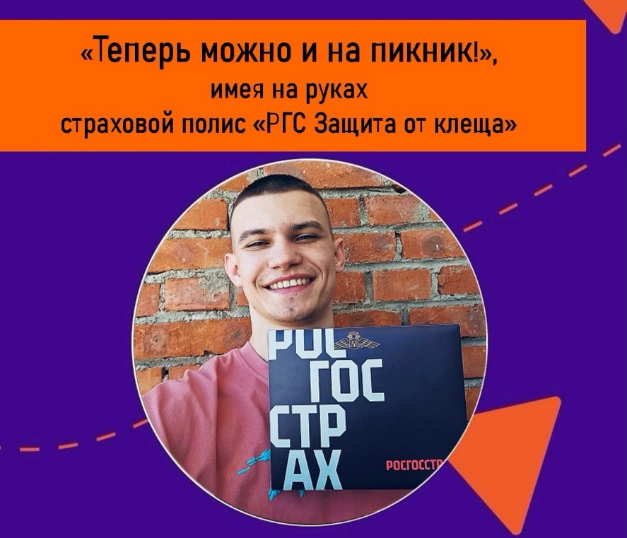 «Теперь можно и на пикник!»,
имея на руках
страховой полис «РГС Защита от клеща»
РОС
ГОС
СТР
АХ
РОСГОССТР